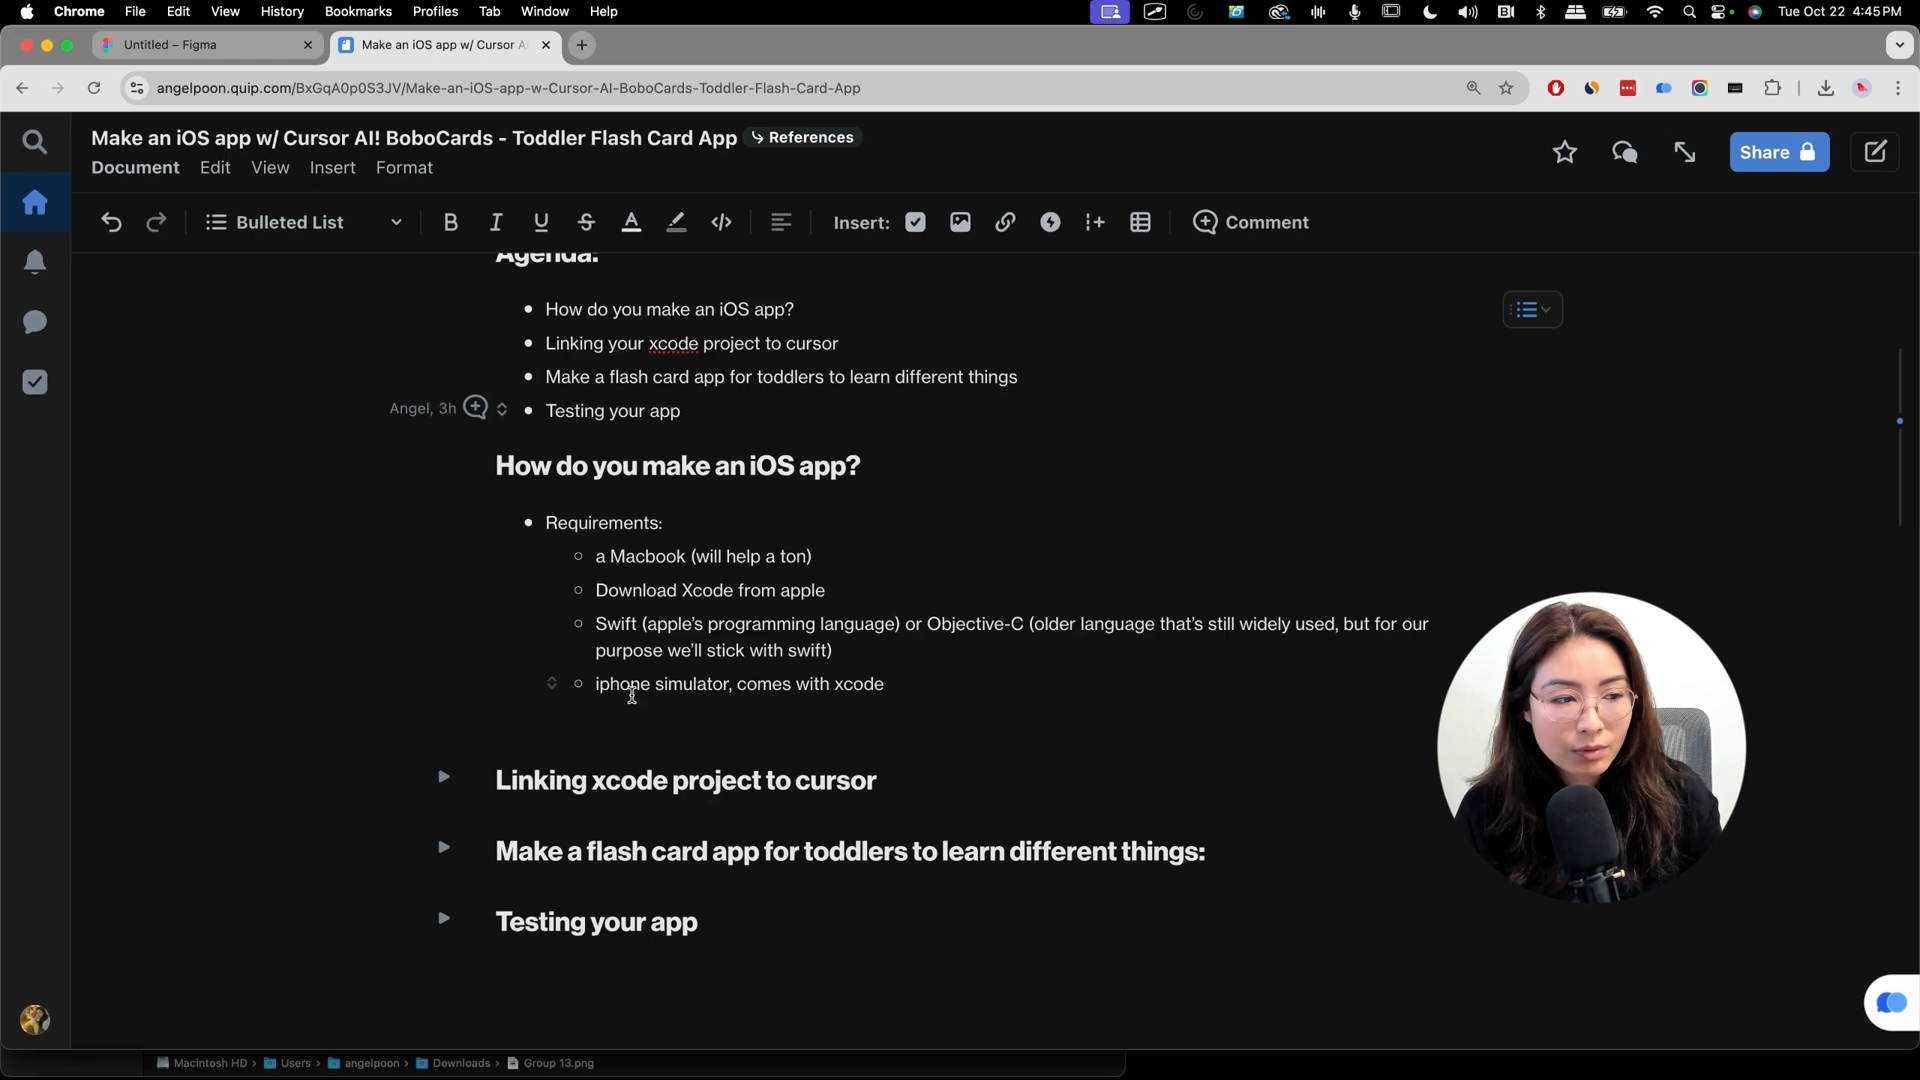 Chrome File Edit View History Bookmarks Profiles Tab Window Help
Tue Oct 22 4:45 PM
Untitled – Figma
Make an iOS app w/ Cursor A
angelpoon.quip.com/BxGqA0p0S3JV/Make-an-iOS-app-w-Cursor-AI-BoboCards-Toddler-Flash-Card-App
Make an iOS app w/ Cursor AI! BoboCards - Toddler Flash Card App
References
Document Edit View Insert Format
Share
Bulleted List
Insert:
Comment
Agenda:
How do you make an iOS app?
Linking your xcode project to cursor
Make a flash card app for toddlers to learn different things
Angel, 3h
Testing your app
How do you make an iOS app?
Requirements:
a Macbook (will help a ton)
Download Xcode from apple
Swift (apple's programming language) or Objective-C (older language that's still widely used, but for our
purpose we'll stick with swift)
iphone simulator, comes with xcode
Linking xcode project to cursor
Make a flash card app for toddlers to learn different things:
Testing your app
Macintosh HD › Users › angelpoon › Downloads › Group 13.png